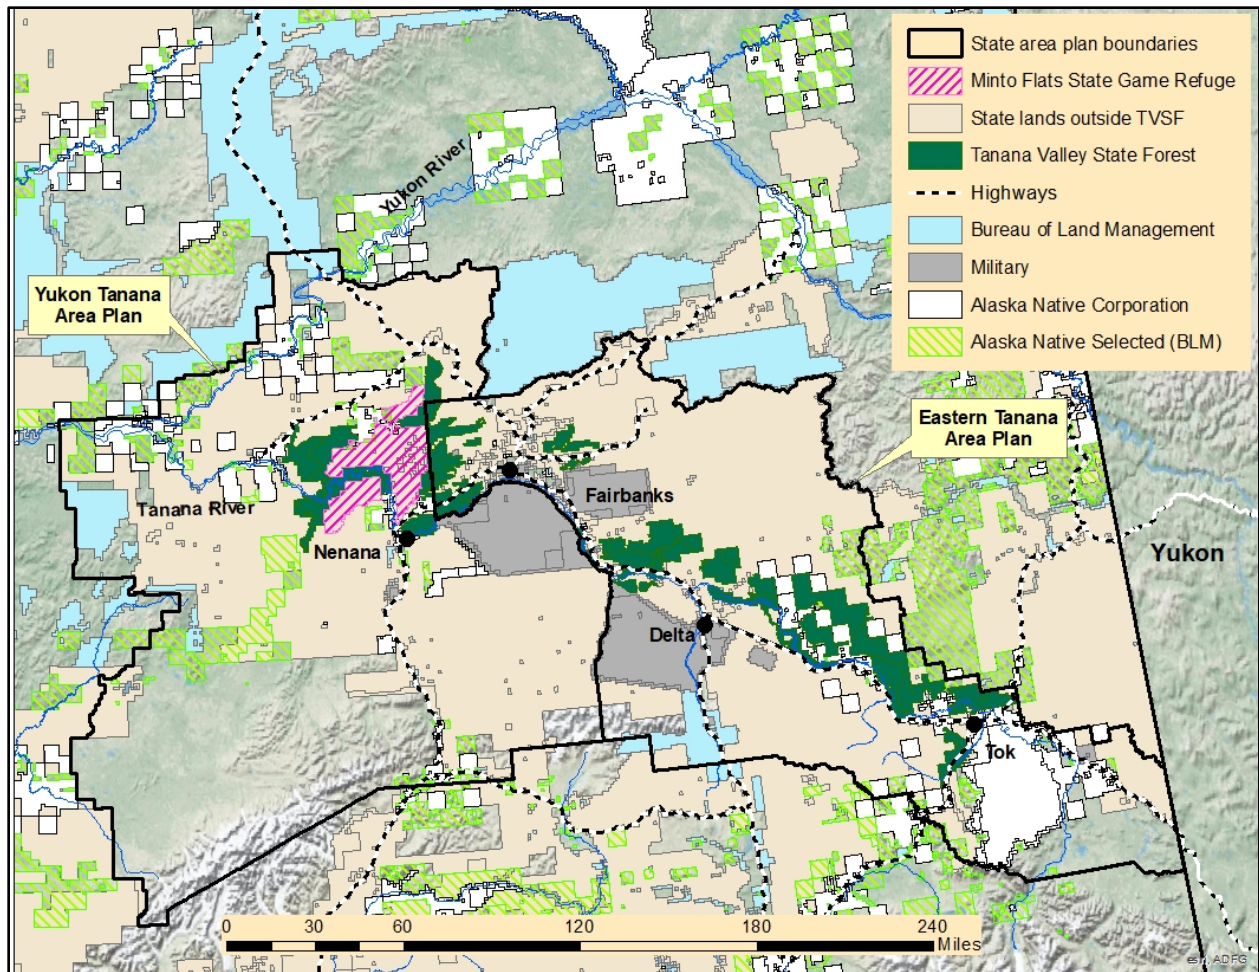 State area plan boundaries
Minto Flats State Game Refuge
State lands outside TVSF
Tanana Valley State Forest
Highways
Bureau of Land Management
Military
Alaska Native Corporation
Alaska Native Selected (BLM)
Yukon River
Yukon Tanana
Area Plan
Eastern Tanana
Area Plan
Tanana River
Fairbanks
Nenana
Yukon
Delta
Tok
0 30 60 120 180 240
Miles
esri, ADFG